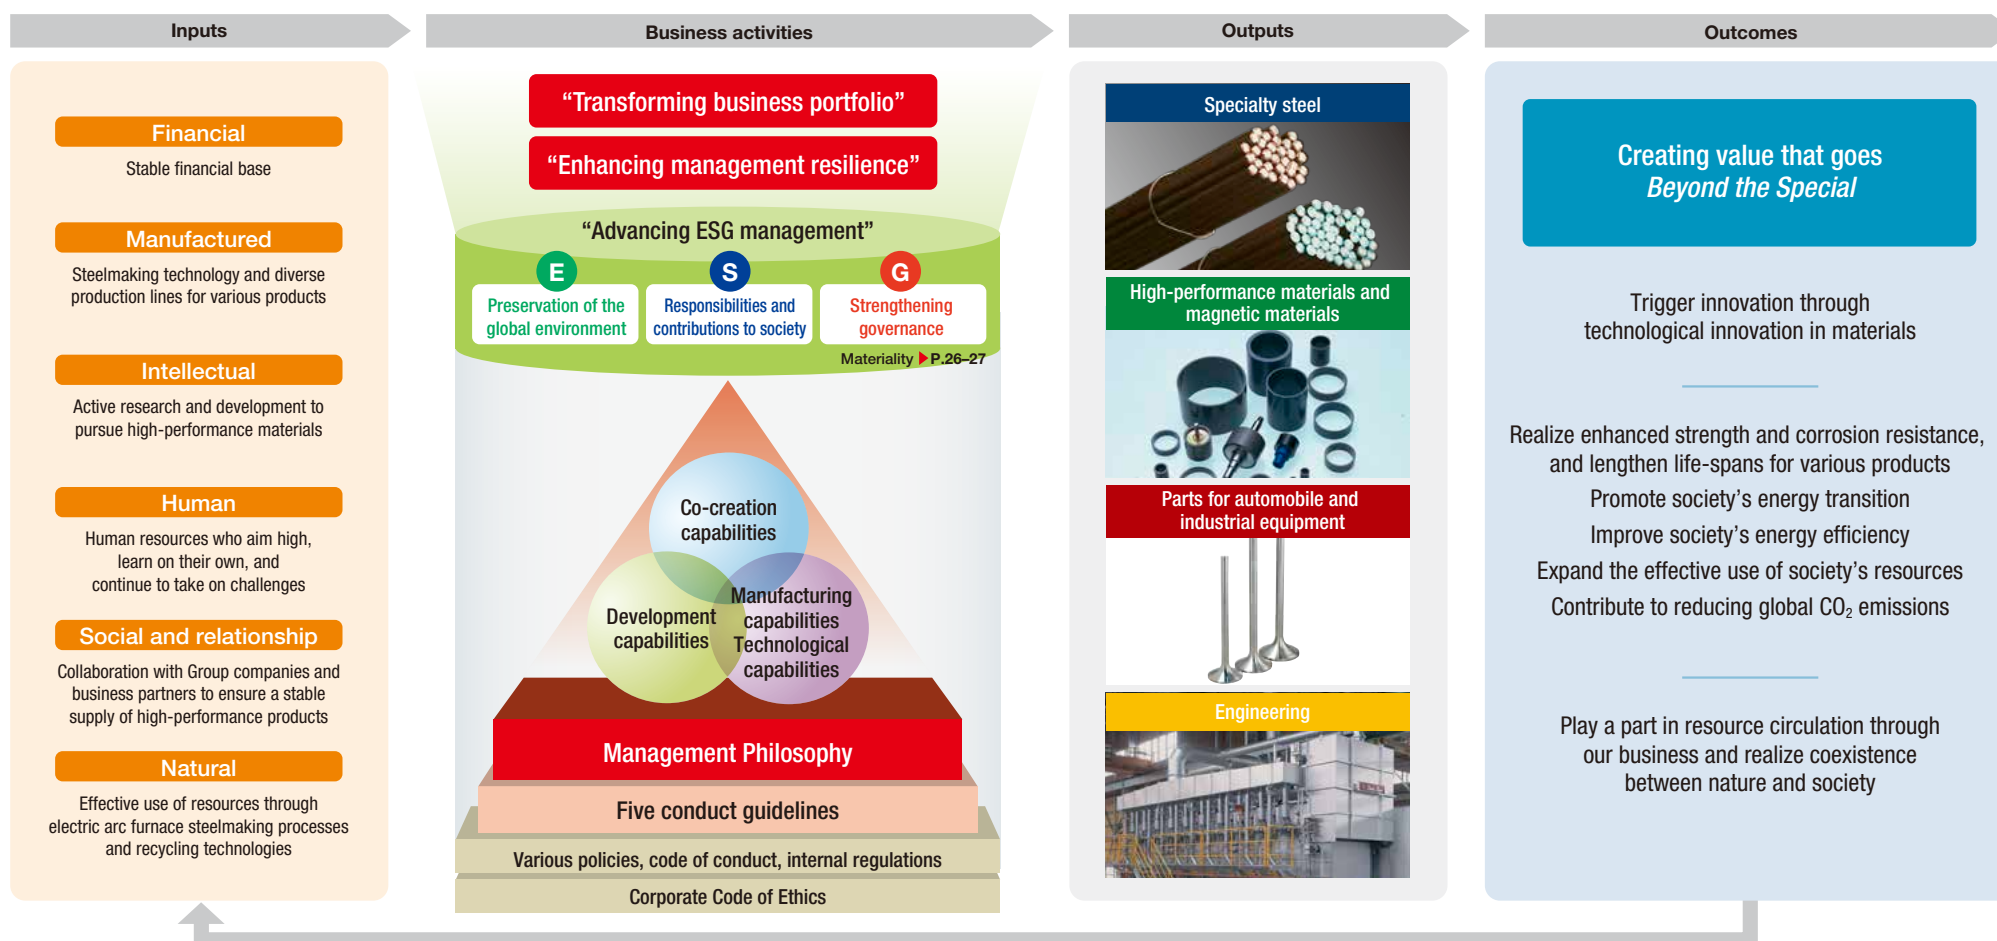 Inputs
Financial
Stable financial base
Manufactured
Steelmaking technology and diverse
production lines for various products
Intellectual
Active research and development to
pursue high-performance materials
Human
Human resources who aim high,
learn on their own, and
continue to take on challenges
Social and relationship
Collaboration with Group companies and
business partners to ensure a stable
supply of high-performance products
Natural
Effective use of resources through
electric arc furnace steelmaking processes
and recycling technologies
Business activities
“Transforming business portfolio”
“Enhancing management resilience”
“Advancing ESG management”
E
Preservation of the
global environment
S
Responsibilities and
contributions to society
G
Strengthening
governance
Materiality ▶P.26–27
Co-creation
capabilities
Development
capabilities
Manufacturing
capabilities
Technological
capabilities
Management Philosophy
Five conduct guidelines
Various policies, code of conduct, internal regulations
Corporate Code of Ethics
Outputs
Specialty steel
High-performance materials and
magnetic materials
Parts for automobile and
industrial equipment
Engineering
Outcomes
Creating value that goes
Beyond the Special
Trigger innovation through
technological innovation in materials
Realize enhanced strength and corrosion resistance,
and lengthen life-spans for various products
Promote society’s energy transition
Improve society’s energy efficiency
Expand the effective use of society’s resources
Contribute to reducing global CO₂ emissions
Play a part in resource circulation through
our business and realize coexistence
between nature and society